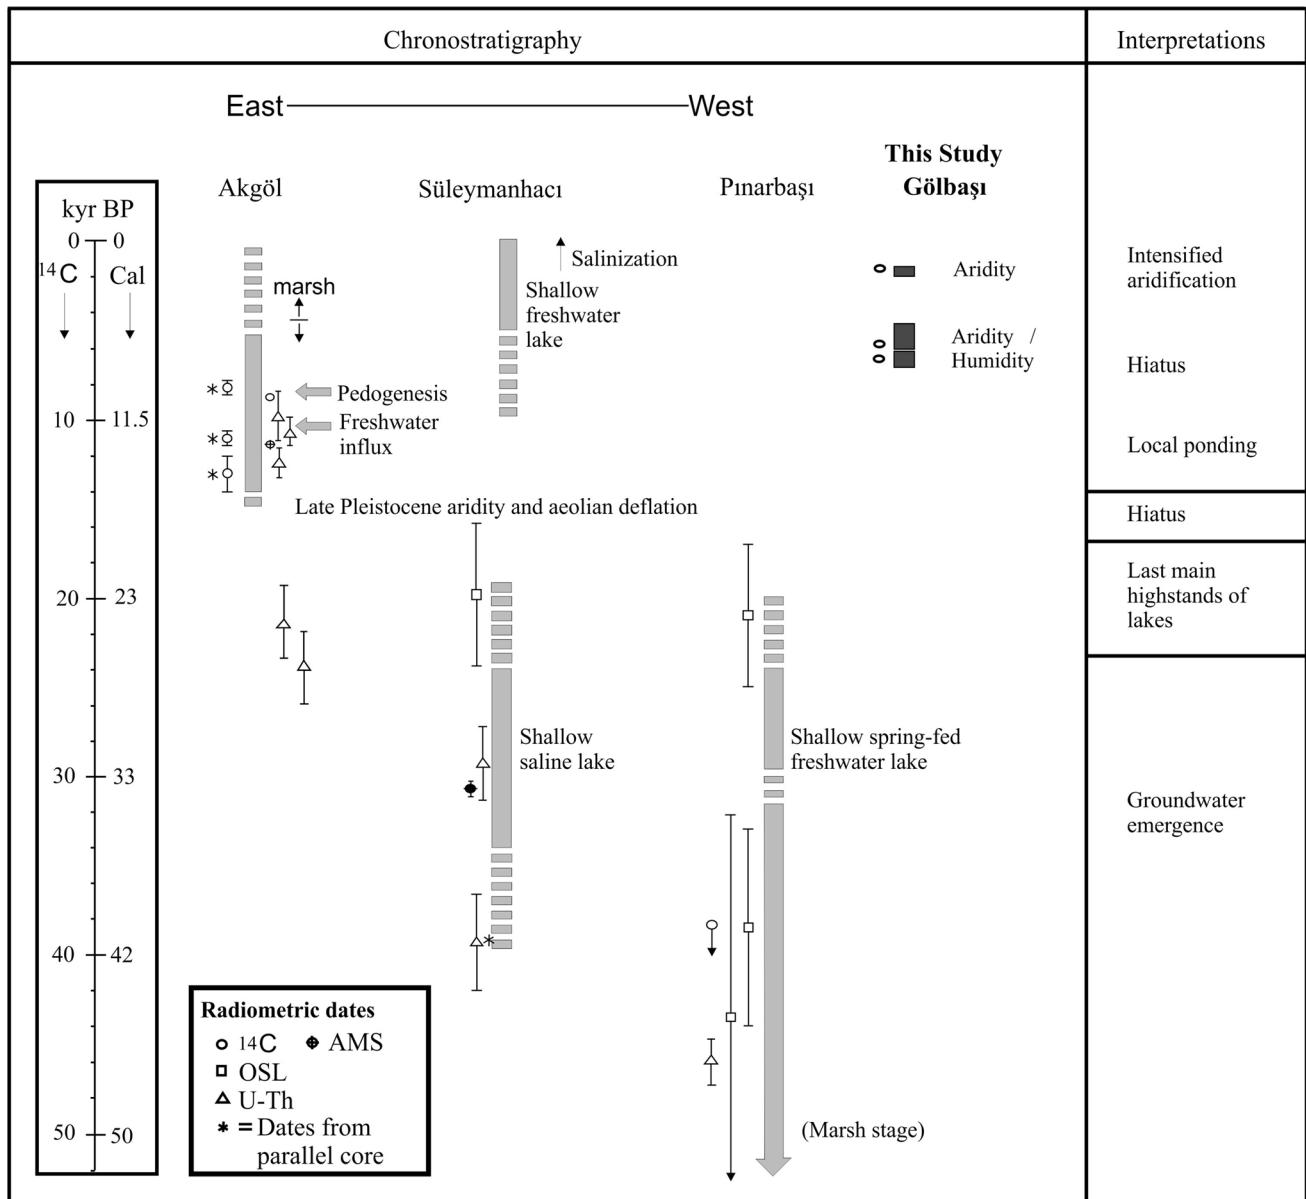 Chronostratigraphy
Interpretations
East
West
This Study
Gölbaşı
Akgöl
Süleymanhacı
Pınarbaşı
kyr BP
0 0
14C Cal
10 11.5
20 23
30 33
40 42
50 50
marsh
Pedogenesis
Freshwater
influx
Salinization
Shallow
freshwater
lake
Aridity
Aridity /
Humidity
Late Pleistocene aridity and aeolian deflation
Shallow
saline lake
Shallow spring-fed
freshwater lake
(Marsh stage)
Radiometric dates
14C AMS
OSL
U-Th
* = Dates from
parallel core
Intensified
aridification
Hiatus
Local ponding
Hiatus
Last main
highstands of
lakes
Groundwater
emergence